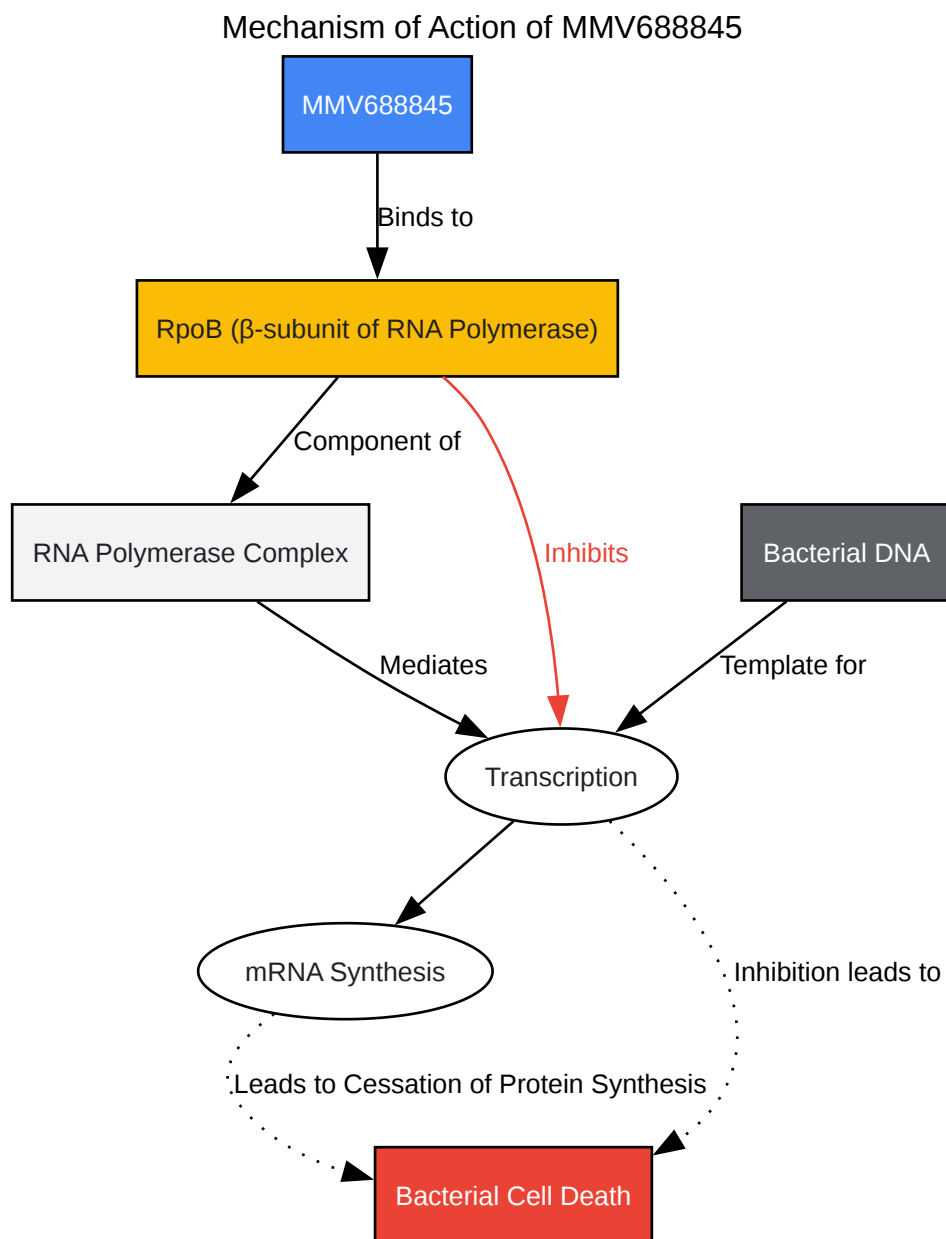 Mechanism of Action of MMV688845
MMV688845
Binds to
RpoB (β-subunit of RNA Polymerase)
Component of
RNA Polymerase Complex
Inhibits
Bacterial DNA
Mediates
Template for
Transcription
mRNA Synthesis
Inhibition leads to
Leads to Cessation of Protein Synthesis
Bacterial Cell Death